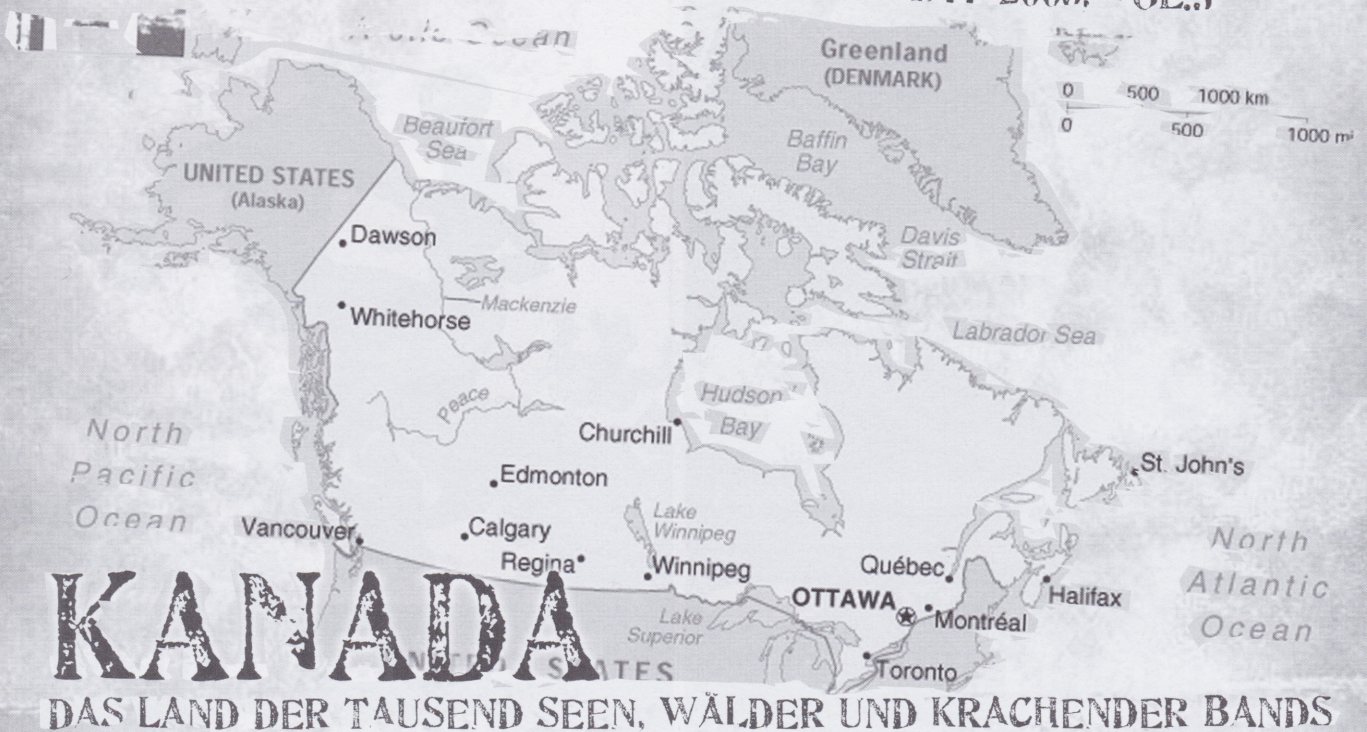 Ocean
Greenland
(DENMARK)
0 500 1000 km
0 500 1000 mi
Beaufort
Sea
Baffin
Bay
UNITED STATES
(Alaska)
Dawson
Davis
Strait
Mackenzie
Whitehorse
Labrador Sea
Peace
Hudson
Bay
Churchill
North
Pacific
Ocean
St. John's
Edmonton
Lake
Winnipeg
Vancouver
Calgary
Regina
Winnipeg
Québec
North
Atlantic
Ocean
OTTAWA
Halifax
Montréal
Lake
Superior
Toronto
KANADA
DAS LAND DER TAUSEND SEEN, WÄLDER UND KRACHENDER BANDS